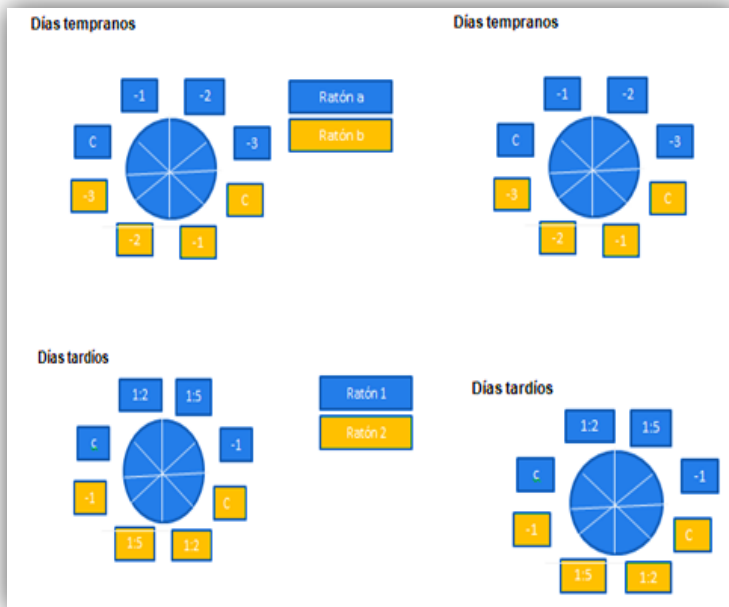 Días tempranos
Días tempranos
-1
-2
C
-3
-3
C
-2
-1
Ratón a
Ratón b
-1
-2
C
-3
-3
C
-2
-1
Días tardíos
1:2
1:5
c
-1
-1
C
1:5
1:2
Ratón 1
Ratón 2
Días tardíos
1:2
1:5
c
-1
-1
C
1:5
1:2